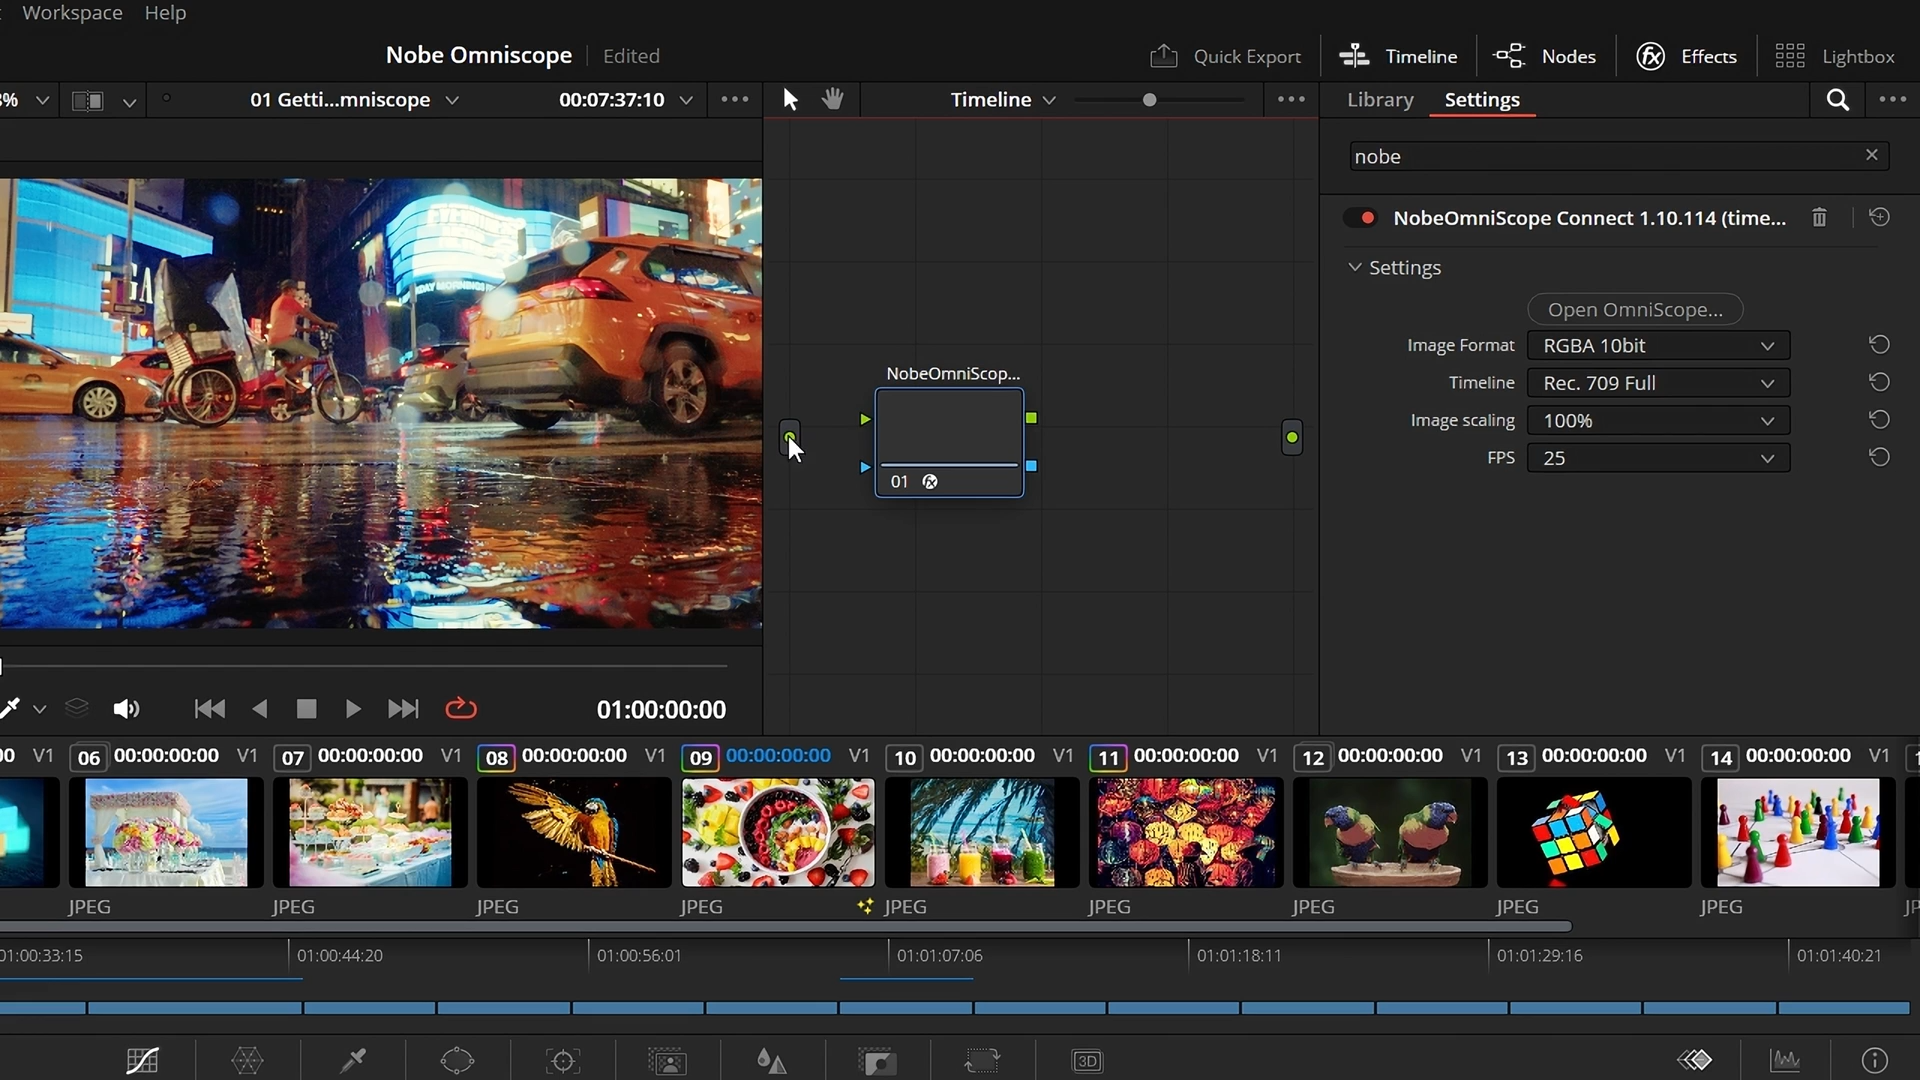 Workspace Help
Nobe Omniscope Edited
Quick Export Timeline Nodes Effects Lightbox
01 Getti...mniscope 00:07:37:10
Timeline
Library Settings
nobe
NobeOmniScope Connect 1.10.114 (time...
Settings
Open OmniScope...
Image Format RGBA 10bit
Timeline Rec. 709 Full
Image scaling 100%
FPS 25
NobeOmniScop...
01 fx
01:00:00:00
V1 06 00:00:00:00 V1 07 00:00:00:00 V1 08 00:00:00:00 V1 09 00:00:00:00 V1 10 00:00:00:00 V1 11 00:00:00:00 V1 12 00:00:00:00 V1 13 00:00:00:00 V1 14 00:00:00:00 V1
JPEG JPEG JPEG JPEG JPEG JPEG JPEG JPEG JPEG
01:00:33:15 01:00:44:20 01:00:56:01 01:01:07:06 01:01:18:11 01:01:29:16 01:01:40:21
3D